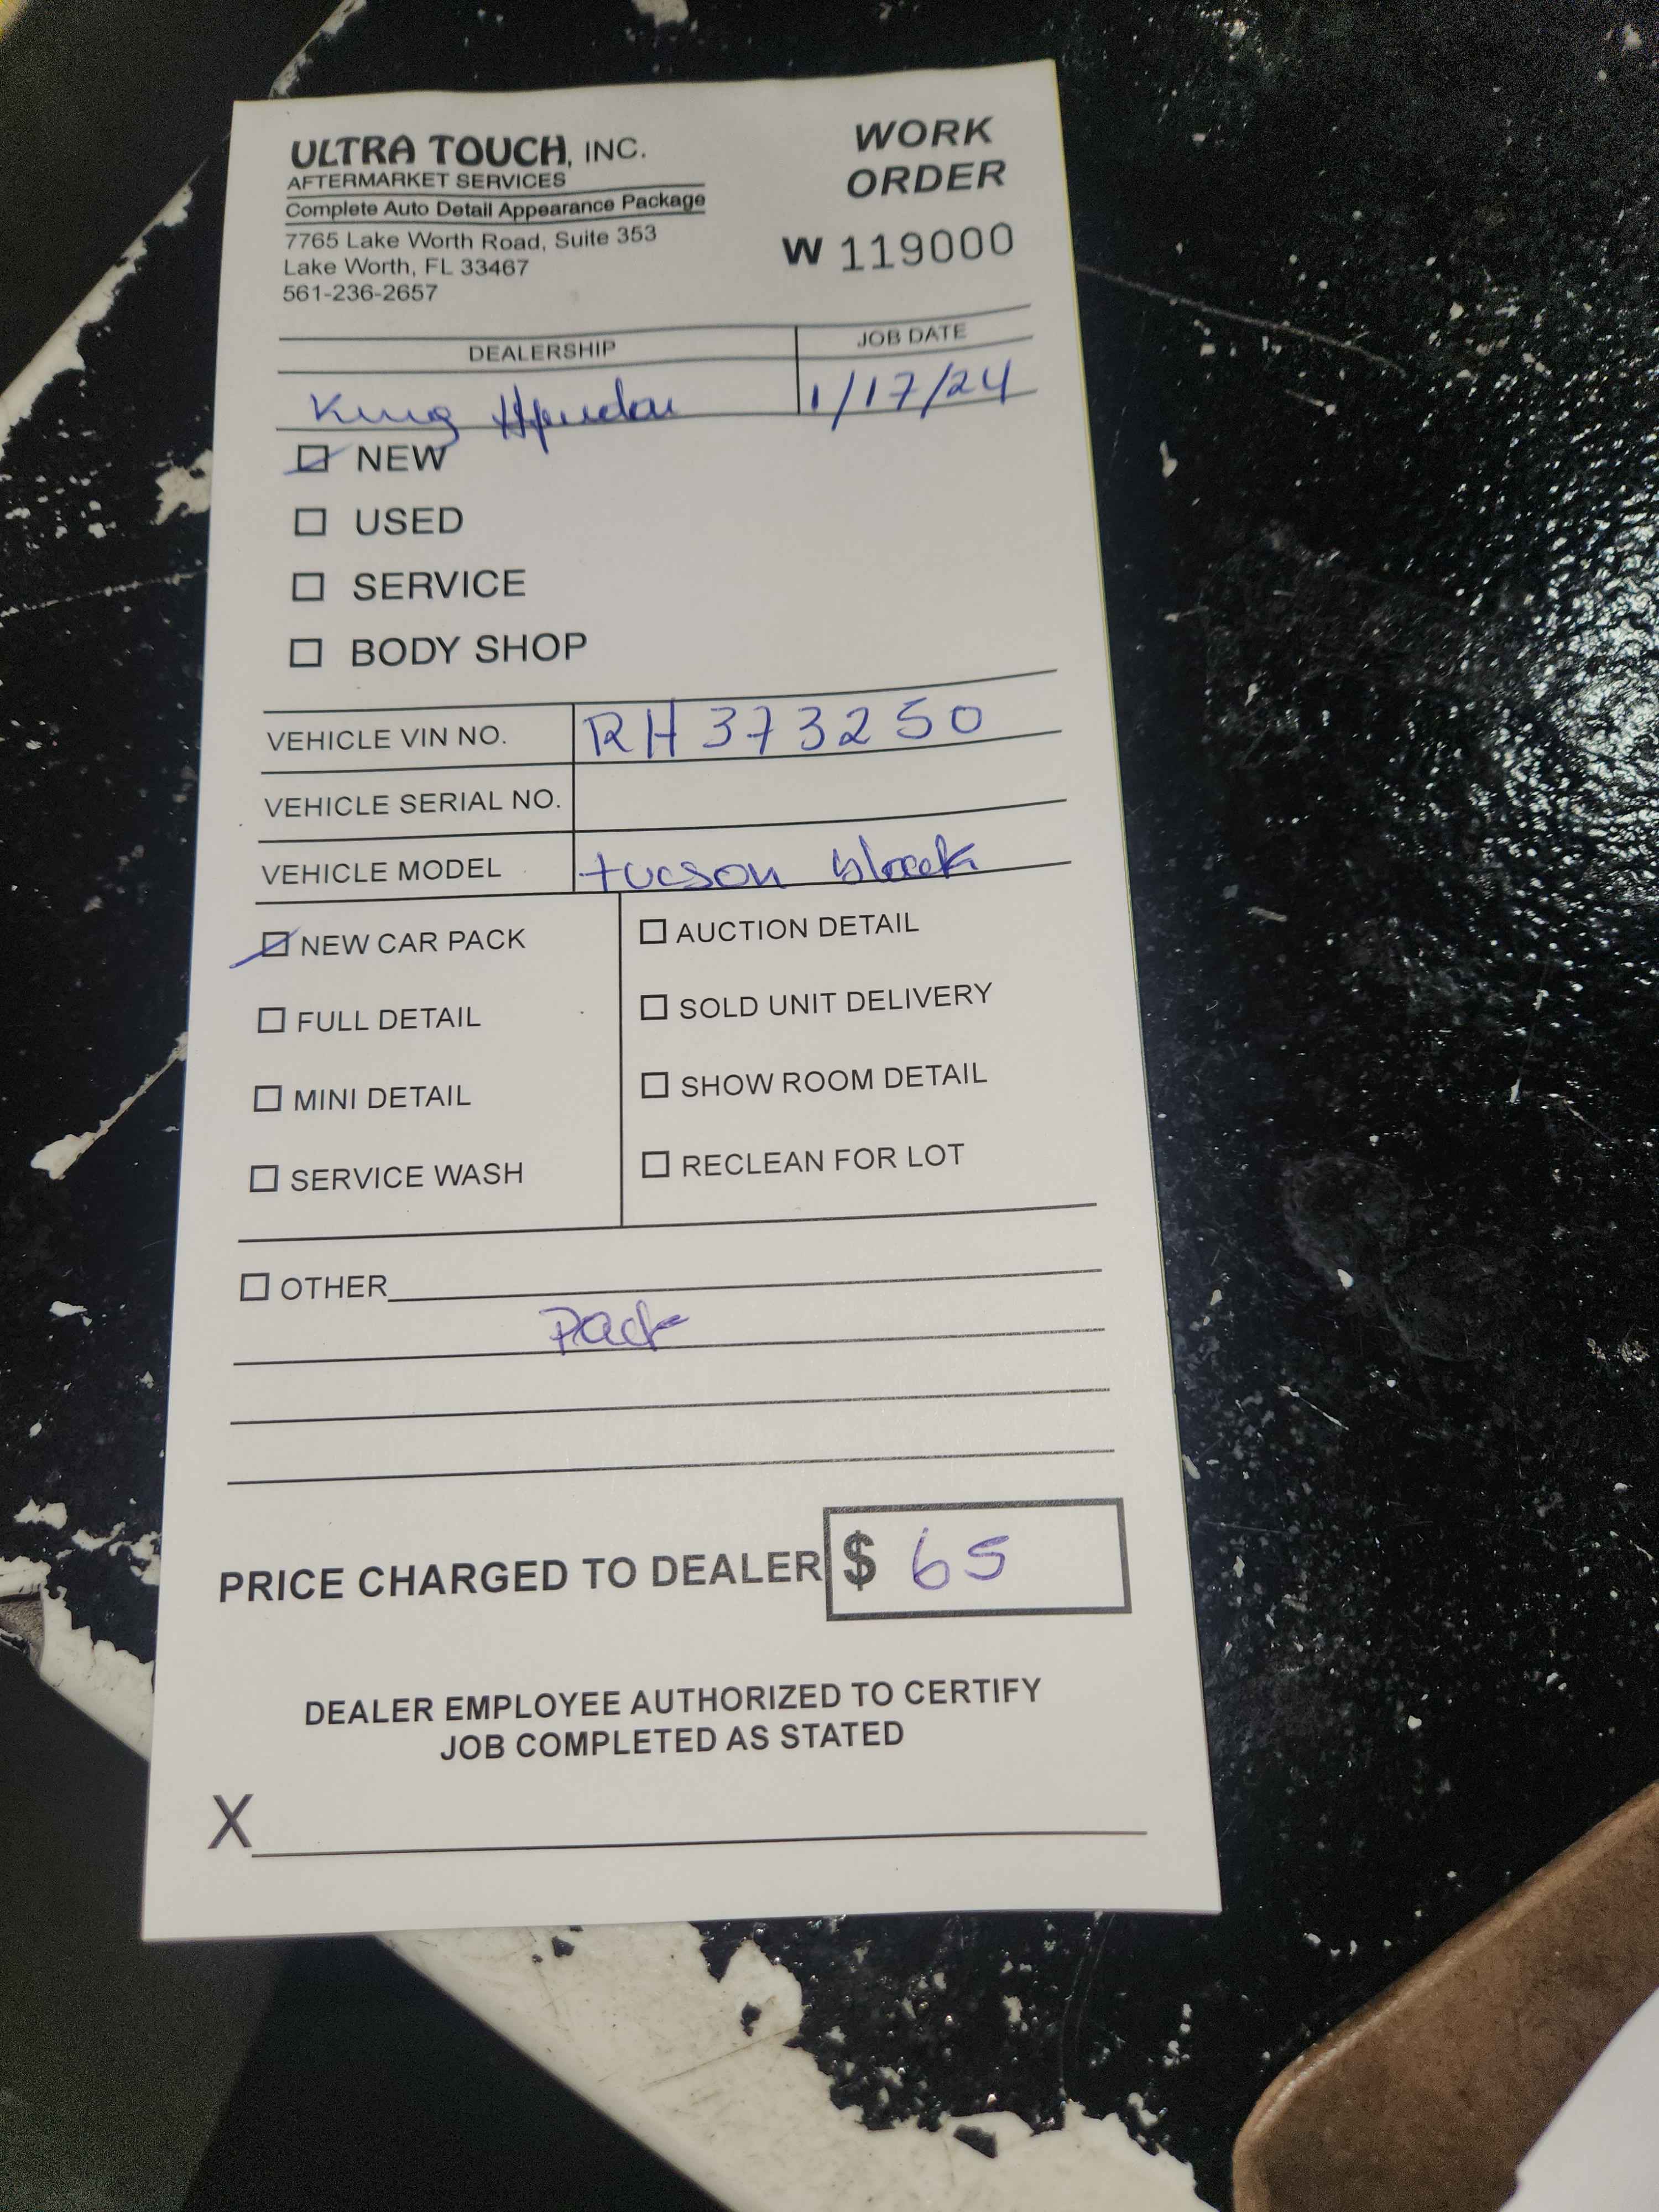 ULTRA TOUCH, INC.
AFTERMARKET SERVICES
Complete Auto Detail Appearance Package
7765 Lake Worth Road, Suite 353
Lake Worth, FL 33467
561-236-2657
WORK
ORDER
W 119000
DEALERSHIP JOB DATE
King Hyundai 1/17/24
NEW
USED
SERVICE
BODY SHOP
VEHICLE VIN NO. RH373250
VEHICLE SERIAL NO.
VEHICLE MODEL tucson black
NEW CAR PACK
FULL DETAIL
MINI DETAIL
SERVICE WASH
AUCTION DETAIL
SOLD UNIT DELIVERY
SHOW ROOM DETAIL
RECLEAN FOR LOT
OTHER
Pack
PRICE CHARGED TO DEALER $ 65
DEALER EMPLOYEE AUTHORIZED TO CERTIFY
JOB COMPLETED AS STATED
X